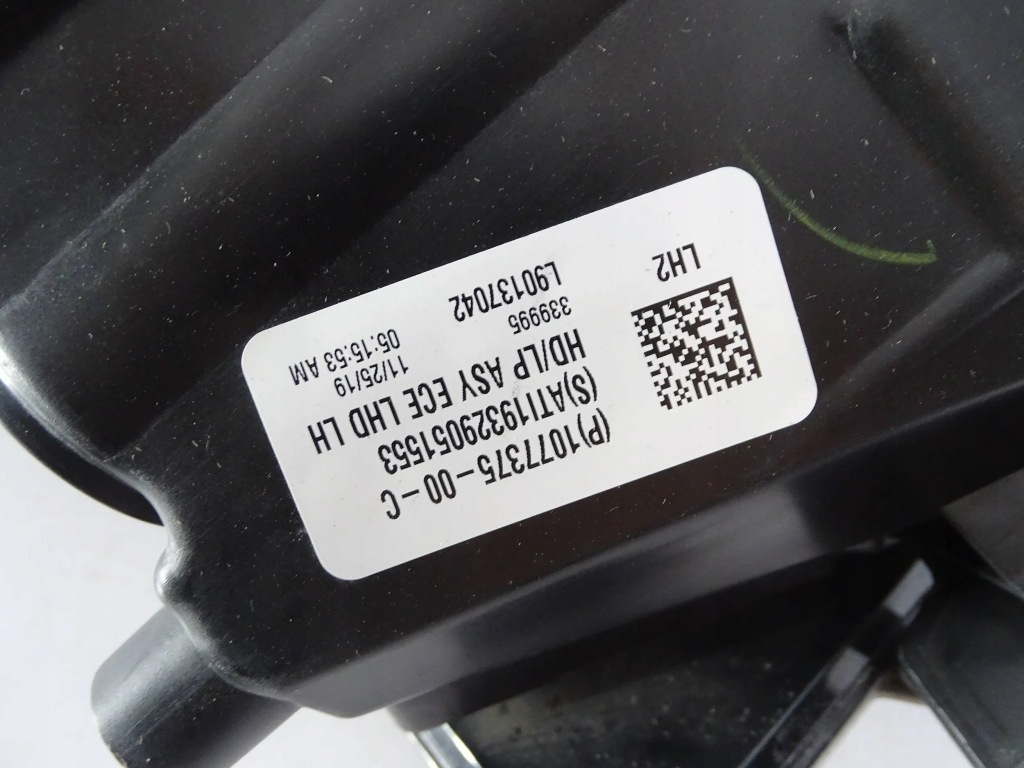 (P)1077375-00-C
(S)ATI19329051553
HD/LP ASY ECE LHD LH
339995 11/25/19
L90137042 05:15:53 AM
LH2